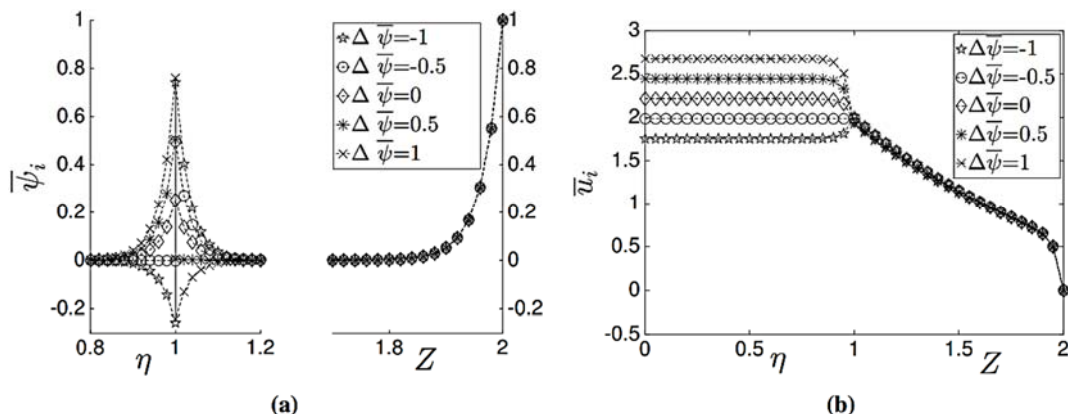 1
0.8
0.6
0.4
0.2
0
-0.2
ψ̅ᵢ
0.8 1 1.2
η
Δ ψ̅=-1
Δ ψ̅=-0.5
Δ ψ̅=0
Δ ψ̅=0.5
Δ ψ̅=1
1
0.8
0.6
0.4
0.2
0
-0.2
1.8 2
Z
(a)
3
2.5
2
1.5
1
0.5
0
-0.5
u̅ᵢ
Δψ̅=-1
Δψ̅=-0.5
Δψ̅=0
Δψ̅=0.5
Δψ̅=1
0 0.5 1 1.5 2
η Z
(b)